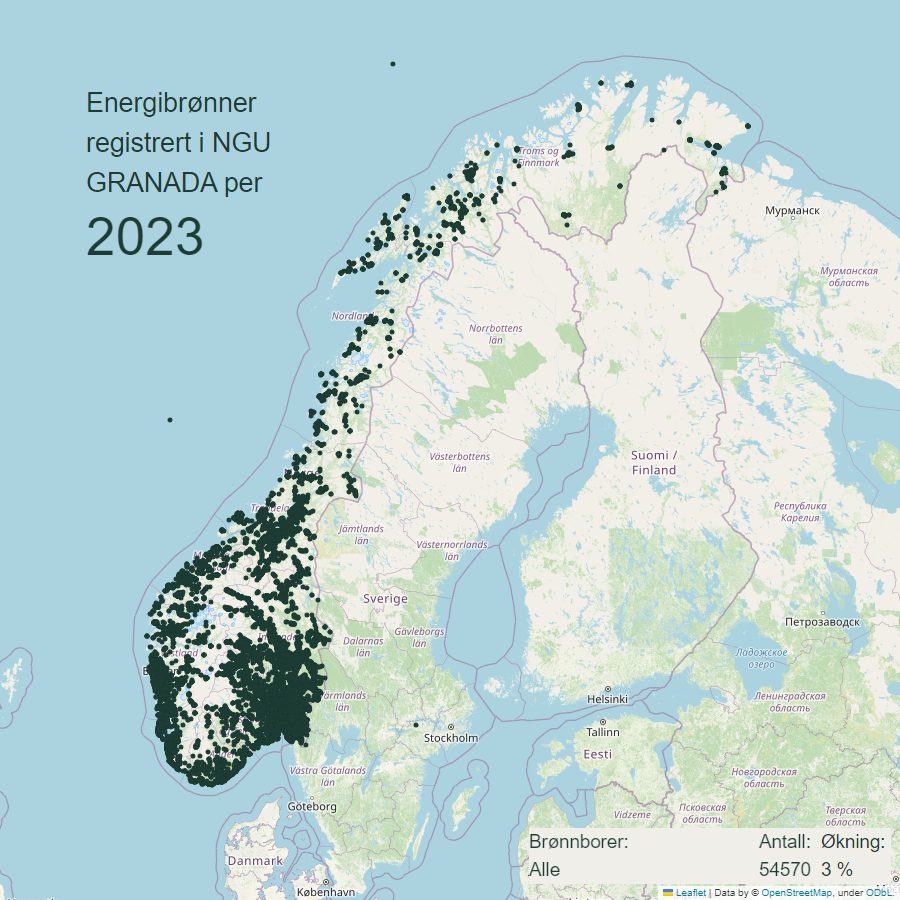 Energibrønner
registrert i NGU
GRANADA per
2023
Troms og
Finnmark
Мурманск
Мурманская
область
Nordland
Norrbottens
län
Västerbottens
län
Suomi /
Finland
Республика
Карелия
Jämtlands
län
Västernorrlands
län
Sverige
Gävleborgs
län
Dalarnas
län
Петрозаводск
Ладожское
озеро
Ленинградская
область
Helsinki
Tallinn
Eesti
Stockholm
Västra Götalands
län
Göteborg
Новгородская
область
Псковская
область
Тверская
область
Vidzeme
Danmark
København
Brønnborer: Antall: Økning:
Alle 54570 3 %
Leaflet | Data by © OpenStreetMap, under ODbL.